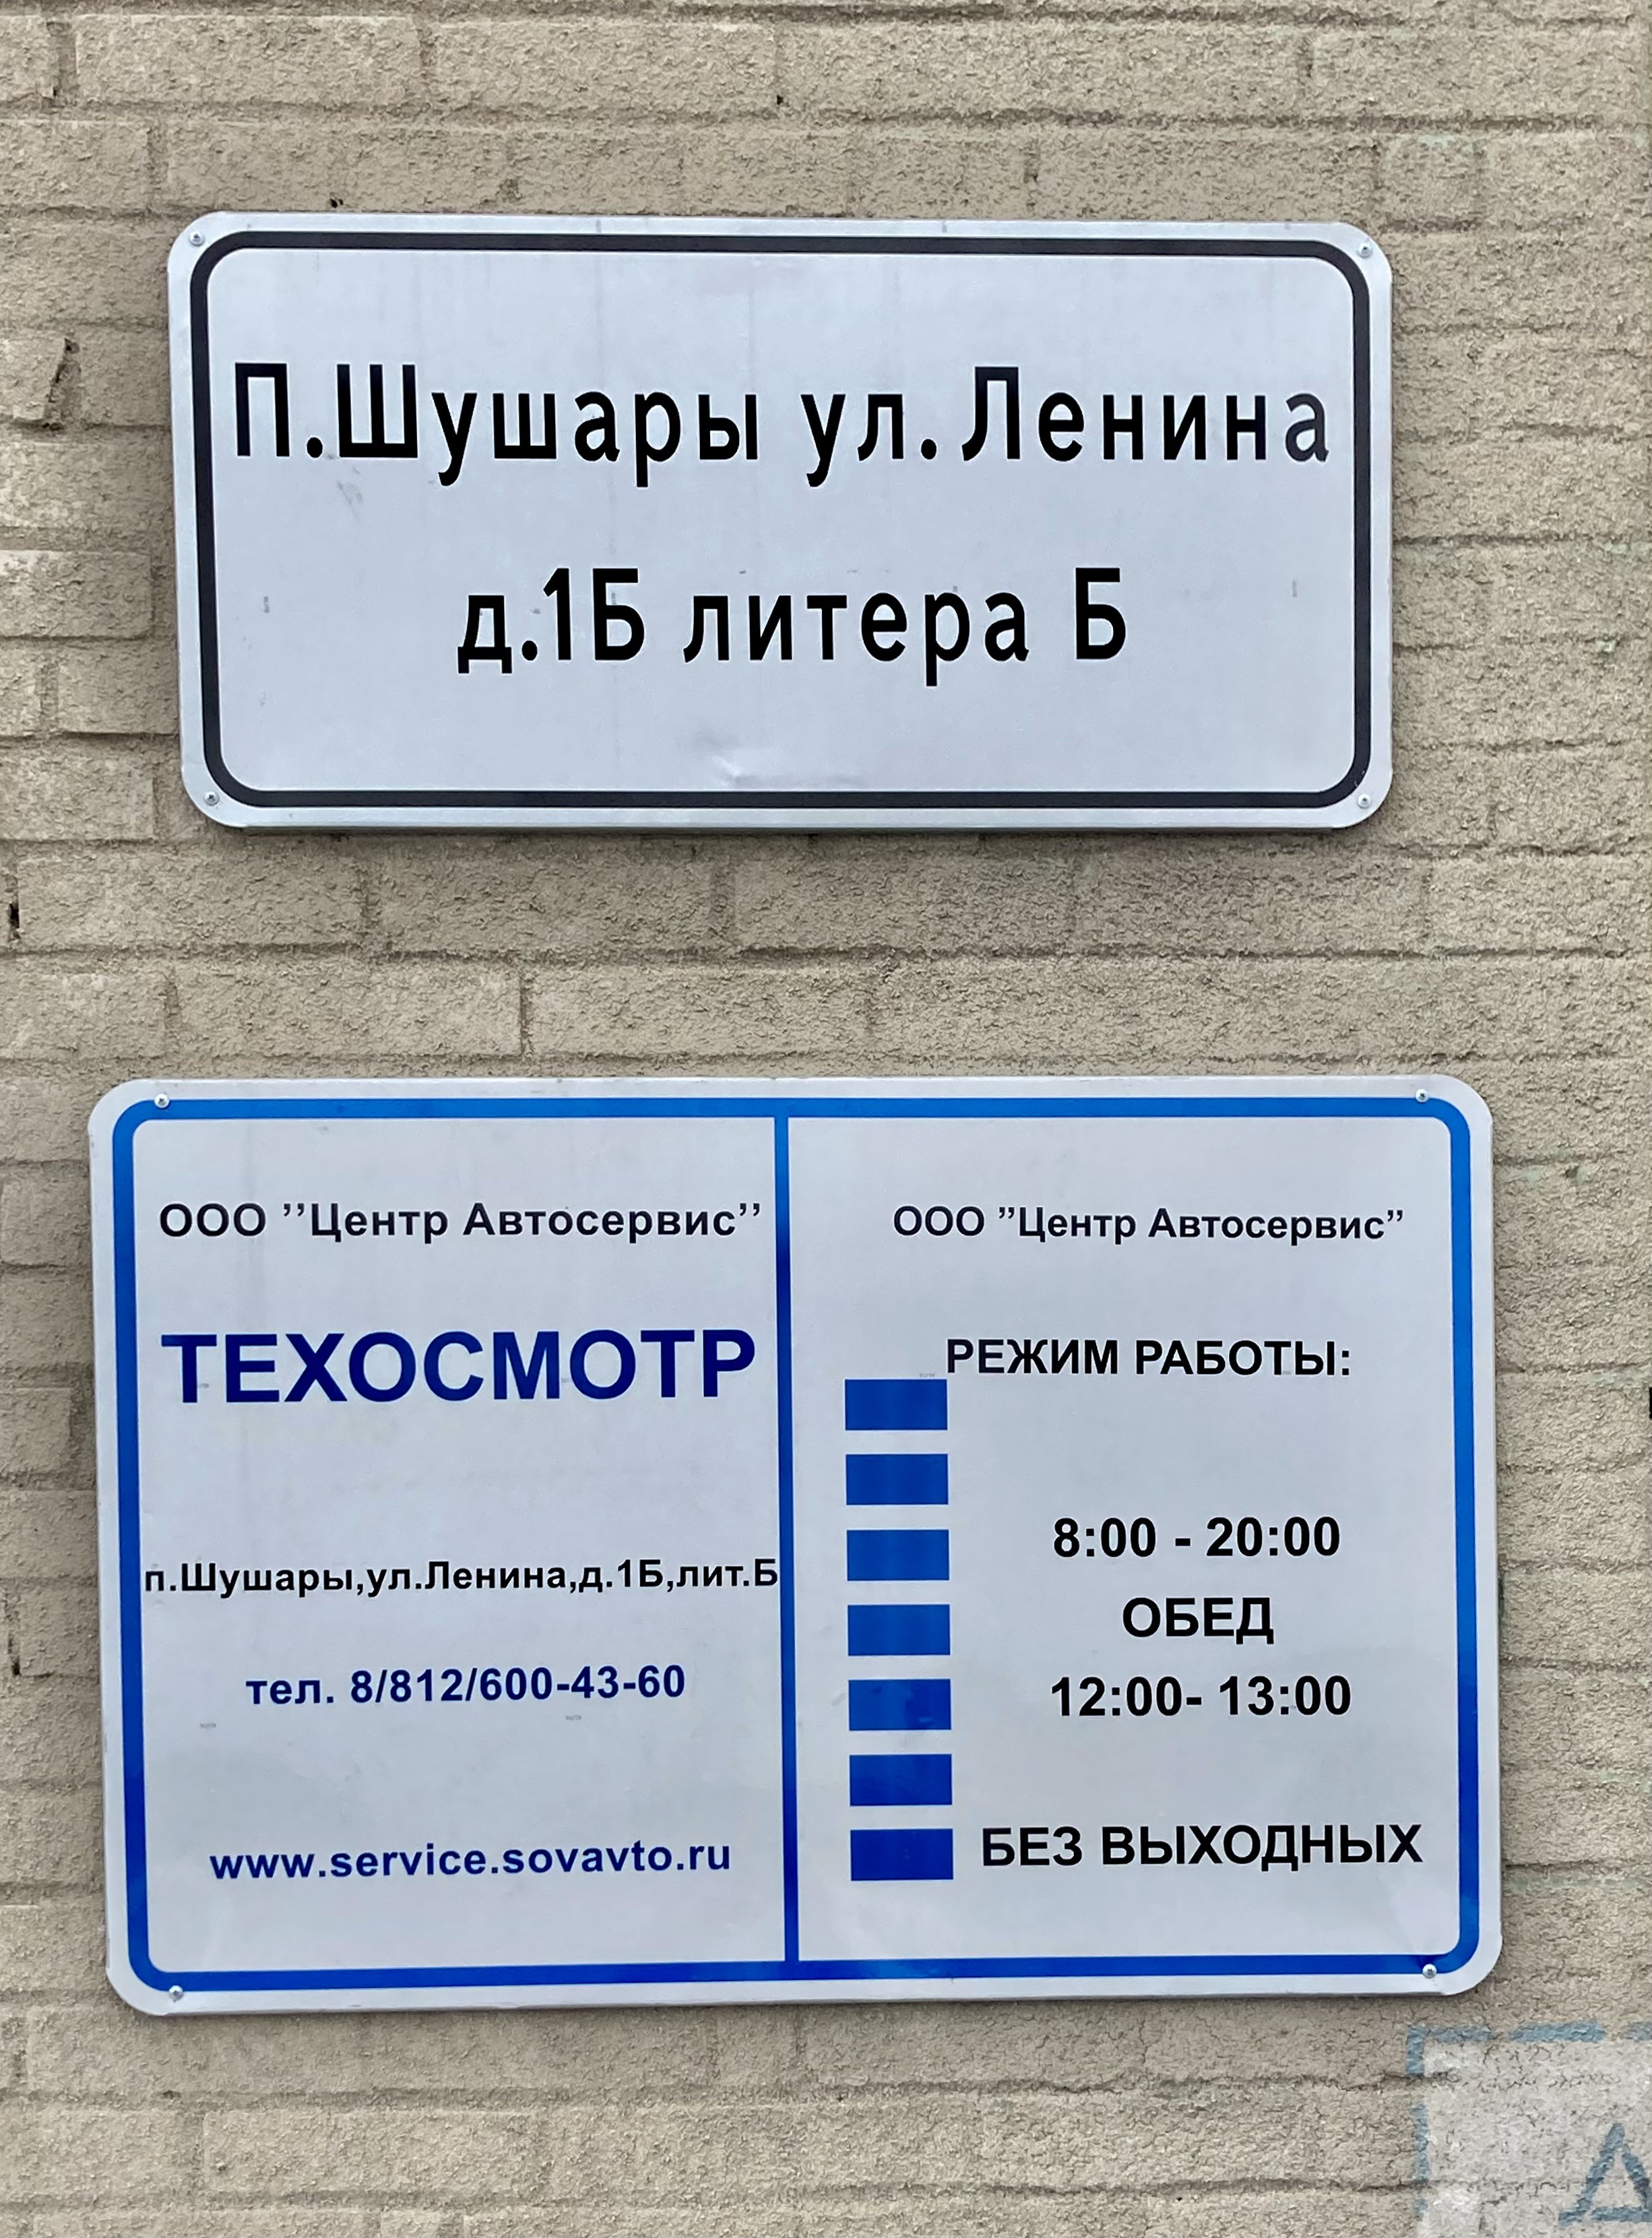 П.Шушары ул. Ленина
д.1Б литера Б
ООО ’’Центр Автосервис’’
ТЕХОСМОТР
п.Шушары,ул.Ленина,д.1Б,лит.Б
тел. 8/812/600-43-60
www.service.sovavto.ru
ООО ”Центр Автосервис”
РЕЖИМ РАБОТЫ:
8:00 - 20:00
ОБЕД
12:00- 13:00
БЕЗ ВЫХОДНЫХ